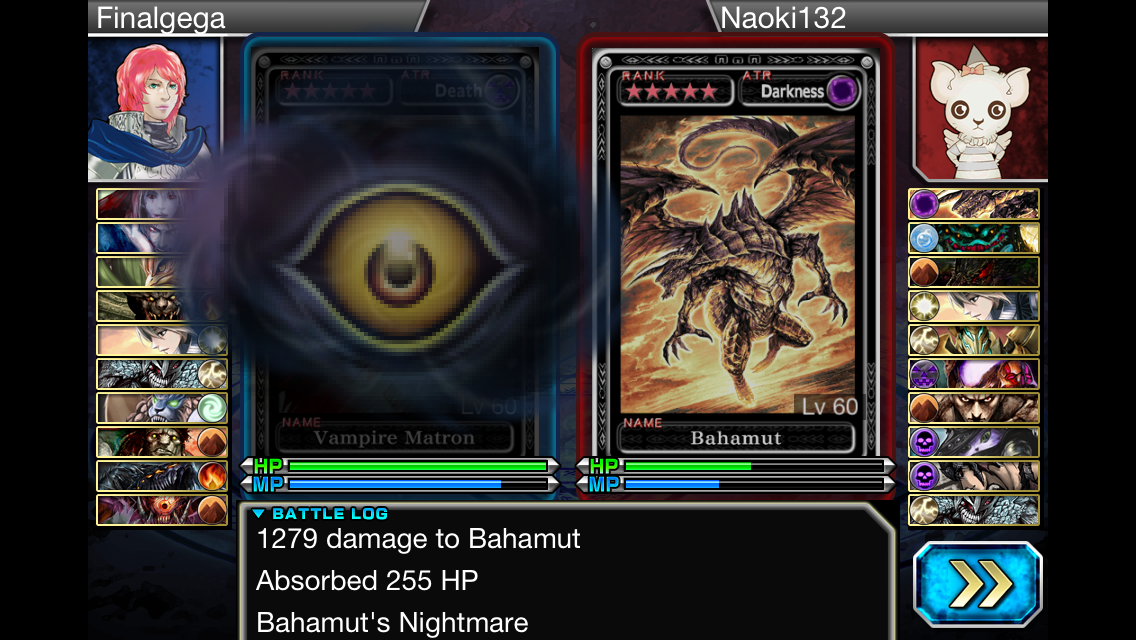 Finalgega
Naoki132
RANK
ATR
Death
RANK
ATR
Darkness
Lv 60
NAME
Vampire Matron
Lv 60
NAME
Bahamut
HP
MP
HP
MP
▼ BATTLE LOG
1279 damage to Bahamut
Absorbed 255 HP
Bahamut's Nightmare